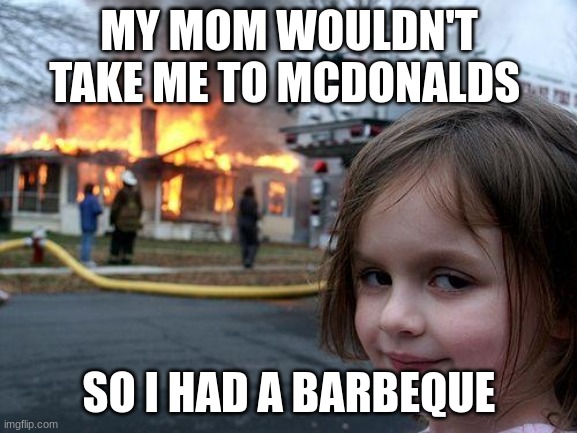 MY MOM WOULDN'T
TAKE ME TO MCDONALDS
SO I HAD A BARBEQUE
imgflip.com